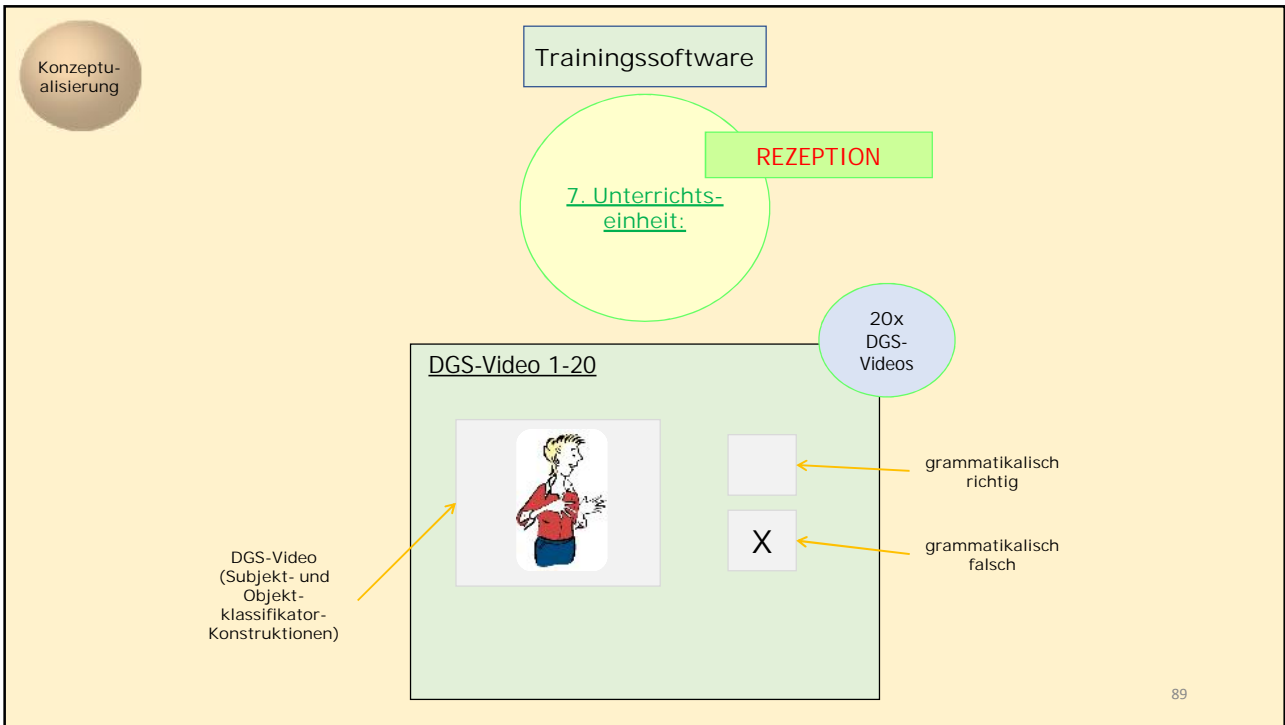 Konzeptu-
alisierung
Trainingssoftware
REZEPTION
7. Unterrichts-
einheit:
20x
DGS-
Videos
DGS-Video 1-20
grammatikalisch
richtig
X
grammatikalisch
falsch
DGS-Video
(Subjekt- und
Objekt-
klassifikator-
Konstruktionen)
89